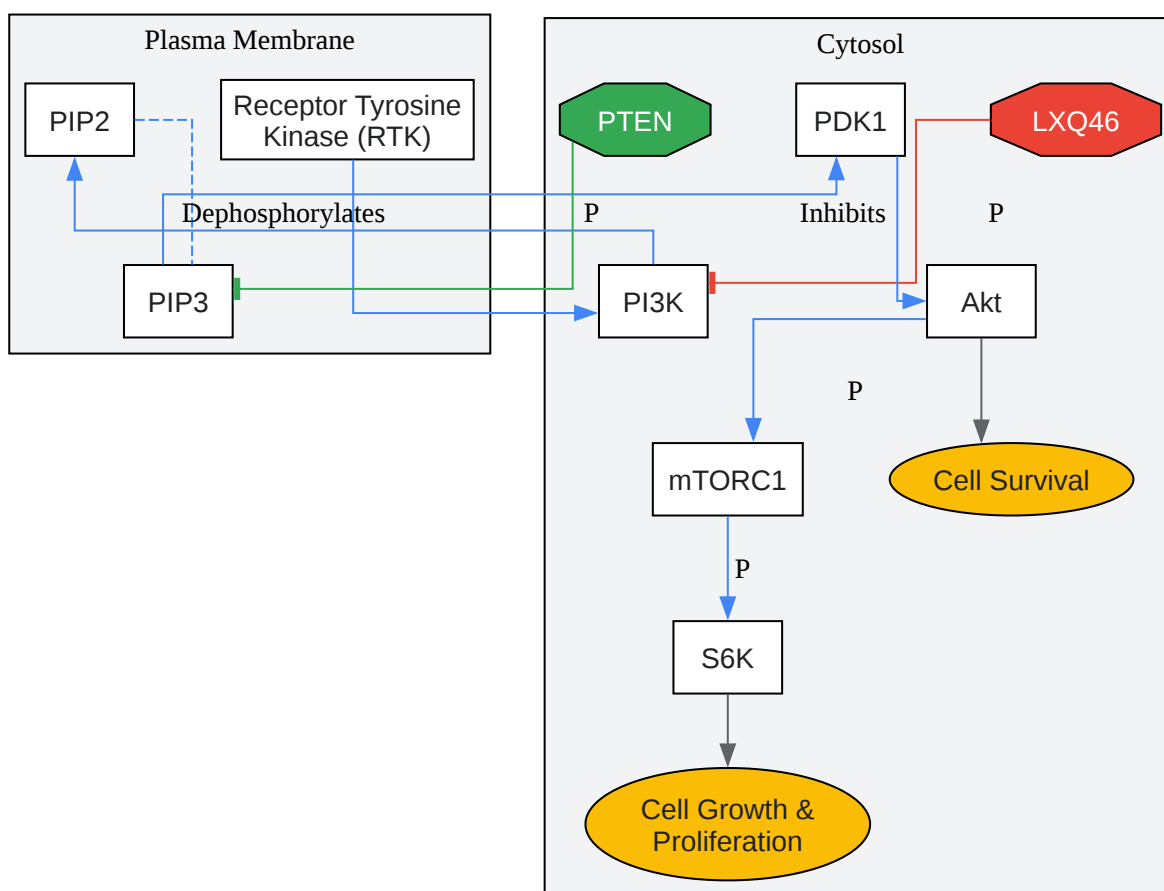 Plasma Membrane
Cytosol
PIP2
Receptor Tyrosine
Kinase (RTK)
PTEN
PDK1
LXQ46
Dephosphorylates
P
Inhibits
P
PIP3
PI3K
Akt
P
mTORC1
Cell Survival
P
S6K
Cell Growth &
Proliferation